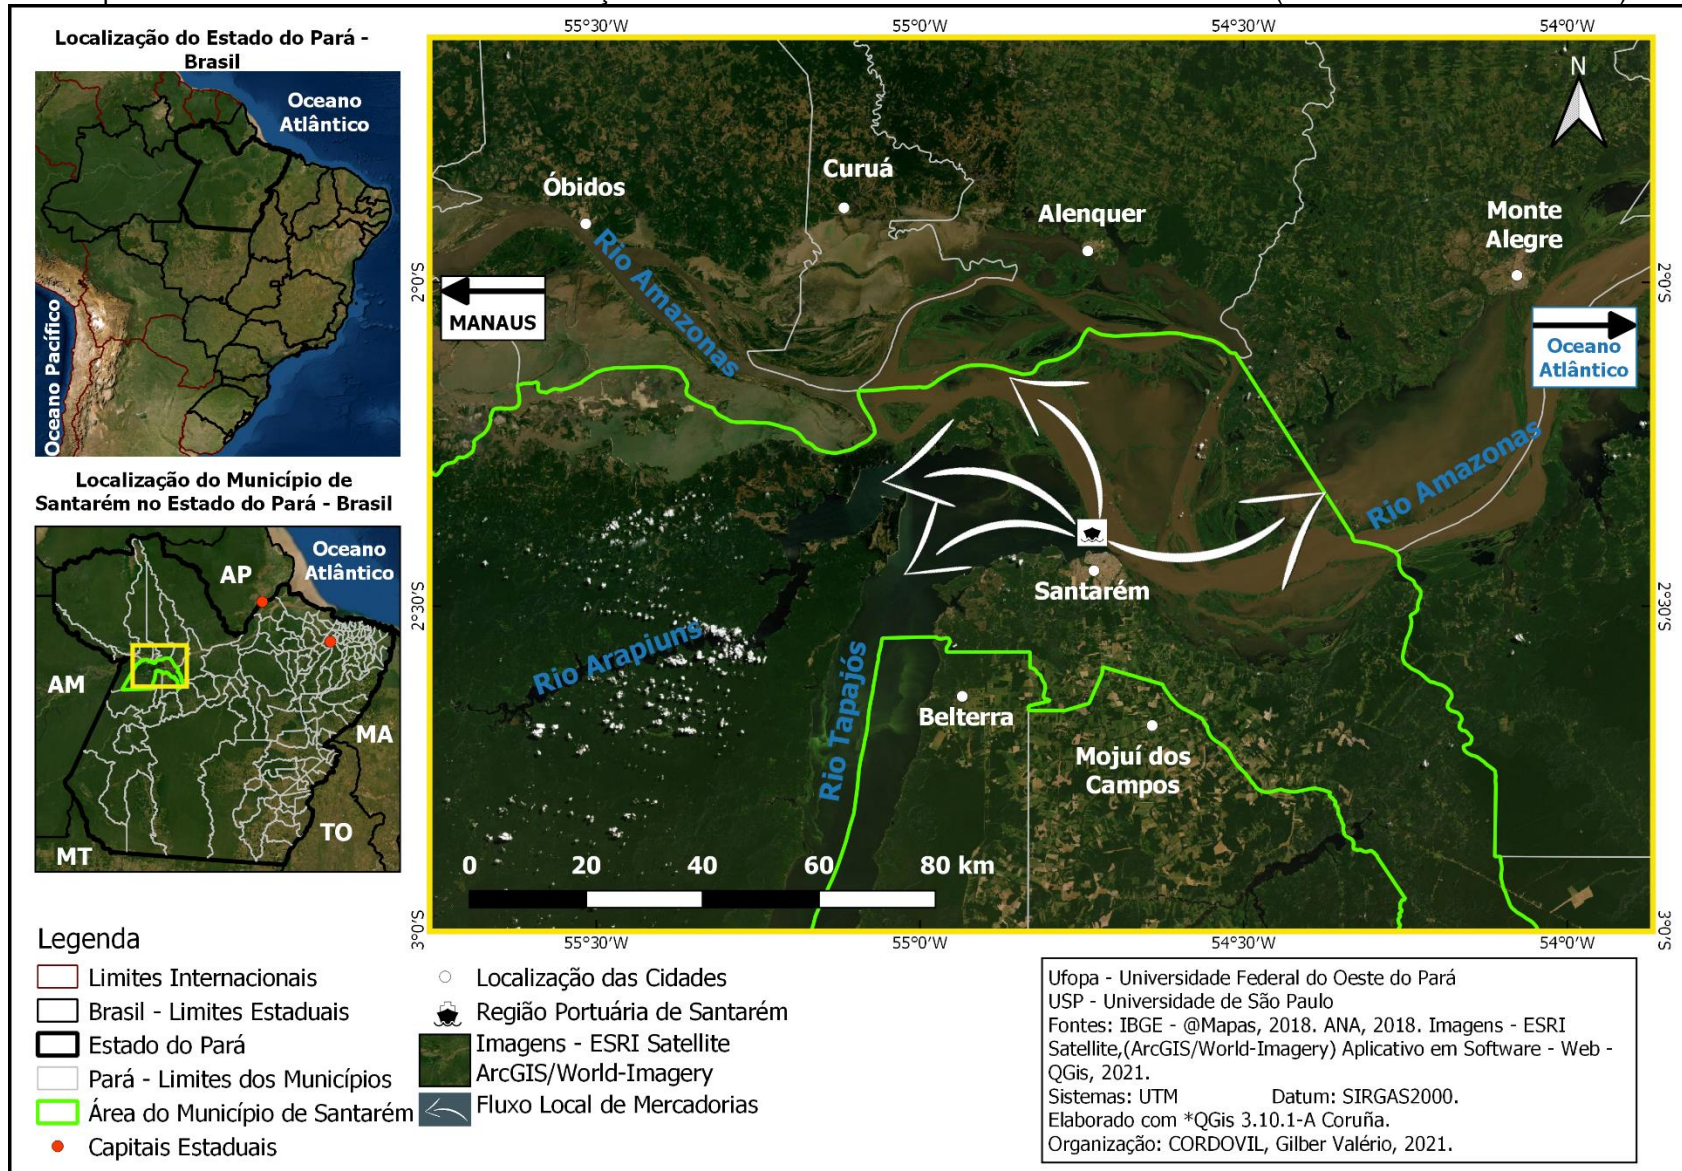 Localização do Estado do Pará -
Brasil
Oceano
Atlântico
Oceano Pacífico
Localização do Município de
Santarém no Estado do Pará - Brasil
Oceano
Atlântico
AP
AM
MA
TO
MT
55°30'W
55°0'W
54°30'W
54°0'W
N
Óbidos
Curuá
Alenquer
Monte
Alegre
2°0'S
2°0'S
MANAUS
Oceano
Atlântico
Rio Amazonas
Rio Amazonas
Santarém
2°30'S
2°30'S
Rio Arapiuns
Rio Tapajós
Belterra
Mojuí dos
Campos
0 20 40 60 80 km
3°0'S
3°0'S
55°30'W
55°0'W
54°30'W
54°0'W
Legenda
Limites Internacionais
Brasil - Limites Estaduais
Estado do Pará
Pará - Limites dos Municípios
Área do Município de Santarém
Capitais Estaduais
Localização das Cidades
Região Portuária de Santarém
Imagens - ESRI Satellite
ArcGIS/World-Imagery
Fluxo Local de Mercadorias
Ufopa - Universidade Federal do Oeste do Pará
USP - Universidade de São Paulo
Fontes: IBGE - @Mapas, 2018. ANA, 2018. Imagens - ESRI
Satellite,(ArcGIS/World-Imagery) Aplicativo em Software - Web -
QGis, 2021.
Sistemas: UTM Datum: SIRGAS2000.
Elaborado com *QGis 3.10.1-A Coruña.
Organização: CORDOVIL, Gilber Valério, 2021.